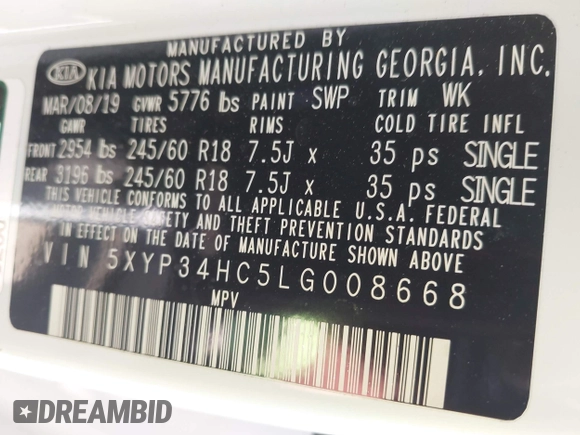 MANUFACTURED BY
KIA KIA MOTORS MANUFACTURING GEORGIA, INC.
MAR/08/19 GVWR 5776 lbs PAINT SWP TRIM WK
GAWR TIRES RIMS COLD TIRE INFL
FRONT 2954 lbs 245/60 R18 7.5J x 35 ps SINGLE
REAR 3196 lbs 245/60 R18 7.5J x 35 ps SINGLE
THIS VEHICLE CONFORMS TO ALL APPLICABLE U.S.A. FEDERAL
MOTOR VEHICLE SAFETY AND THEFT PREVENTION STANDARDS
IN EFFECT ON THE DATE OF MANUFACTURE SHOWN ABOVE.
VIN 5XYP34HC5LG008668
MPV
DREAMBID